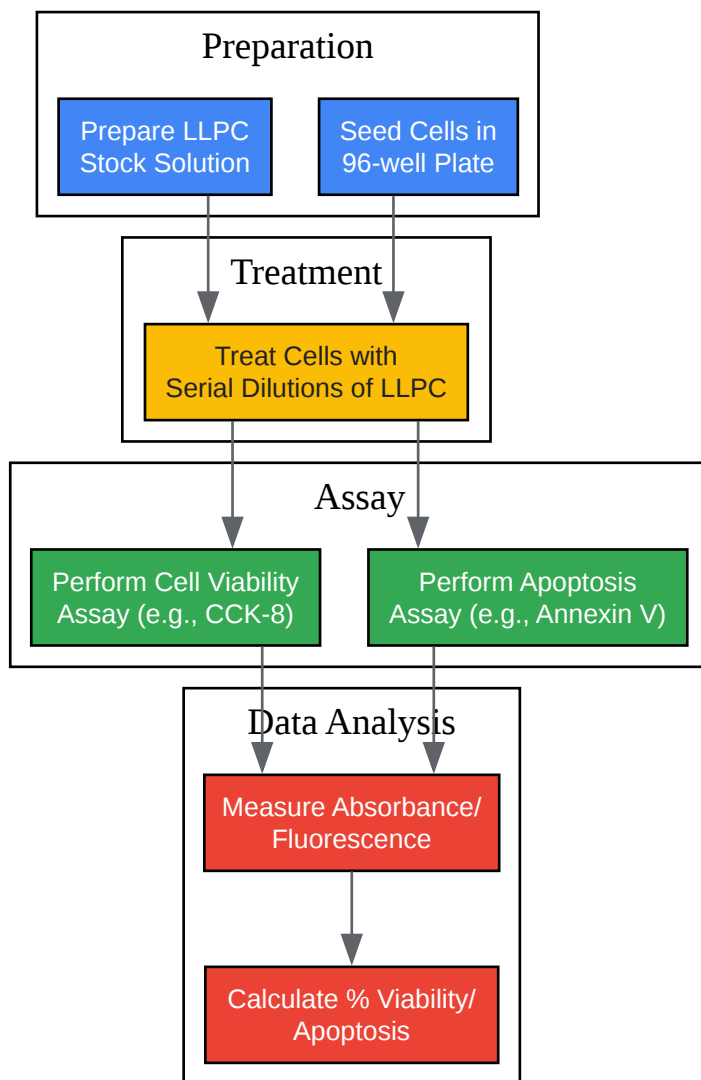 Preparation
Prepare LLPC
Stock Solution
Seed Cells in
96-well Plate
Treatment
Treat Cells with
Serial Dilutions of LLPC
Assay
Perform Cell Viability
Assay (e.g., CCK-8)
Perform Apoptosis
Assay (e.g., Annexin V)
Data Analysis
Measure Absorbance/
Fluorescence
Calculate % Viability/
Apoptosis